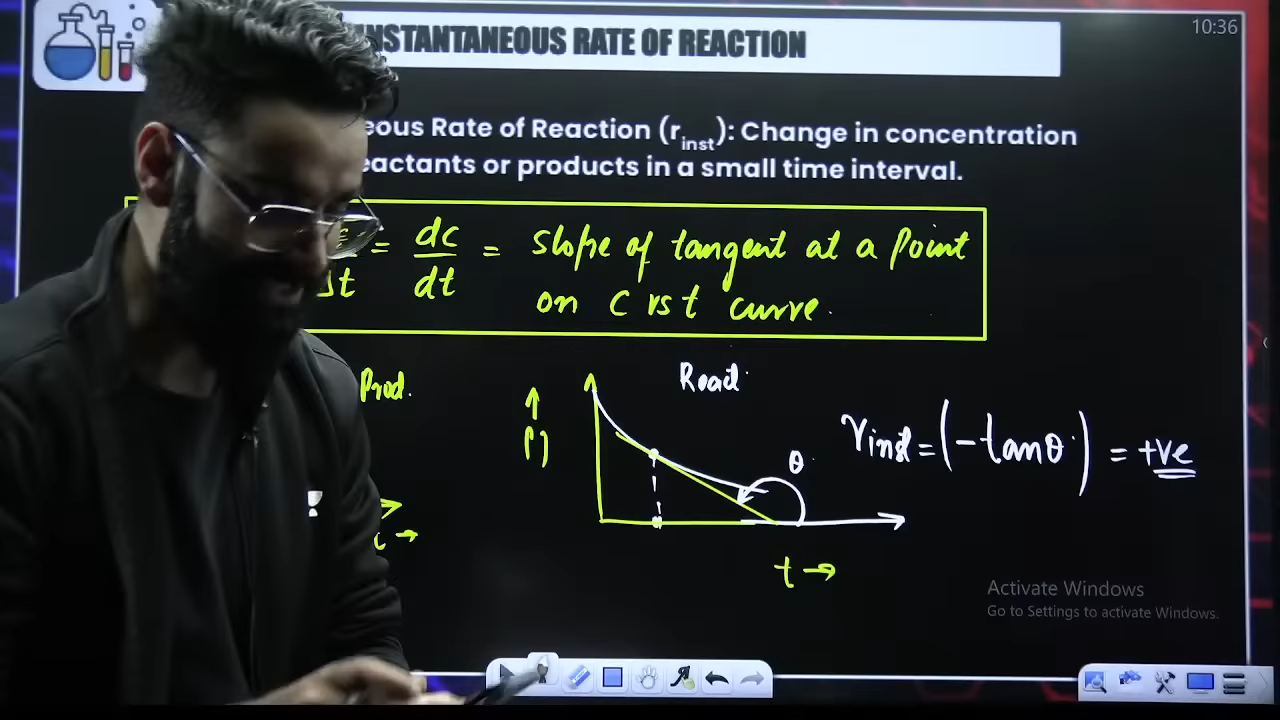 INSTANTANEOUS RATE OF REACTION
10:36
eous Rate of Reaction (rinst): Change in concentration
eactants or products in a small time interval.
= dc/dt = slope of tangent at a point
on C vs t curve.
Prod.
React.
rinst = (-tanθ) = +ve
θ
t →
Activate Windows
Go to Settings to activate Windows.